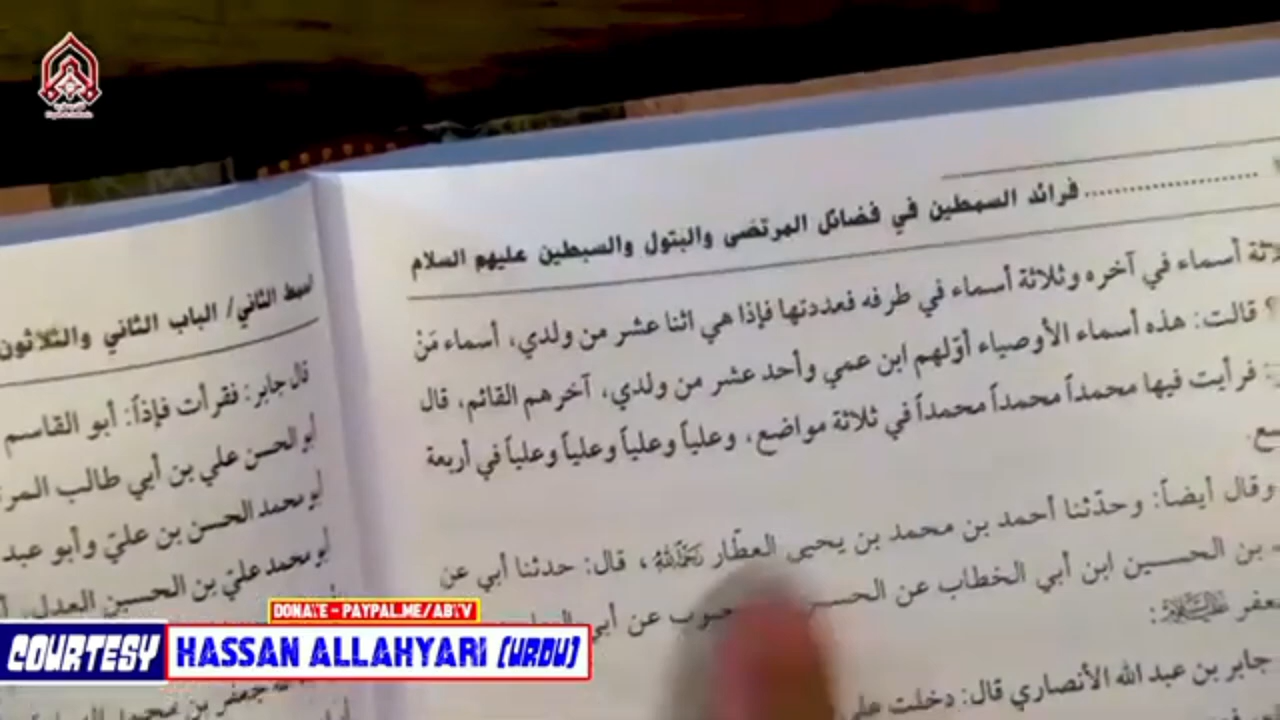 فرائد السمطين في فضائل المرتضى والبتول والسبطين عليهم السلام
أسماء في آخره وثلاثة أسماء في طرفه فعددتها فإذا هي اثنا عشر من ولدي، أسماء مَنْ
؟ قالت: هذه أسماء الأوصياء أوّلهم ابن عمي وأحد عشر من ولدي، آخرهم القائم، قال
فرأيت فيها محمداً محمداً محمداً في ثلاثة مواضع، وعلياً وعلياً وعلياً وعلياً في أربعة
وقال أيضاً: وحدّثنا أحمد بن محمد بن يحيى العطّار، قال: حدثنا أبي عن
بن الحسين ابن أبي الخطاب عن
عن
جابر بن عبد الله الأنصاري قال: دخلت
الثاني/ الباب الثاني والثلاثون
قال جابر: فقرأت فإذاً: أبو القاسم
أبو الحسن علي بن أبي طالب
أبو محمد الحسن بن عليّ وأبو عبد
أبو محمد عليّ بن الحسين العدل،
جعفر بن
DONATE - PAYPAL.ME/ABTV
COURTESY HASSAN ALLAHYARI (URDU)